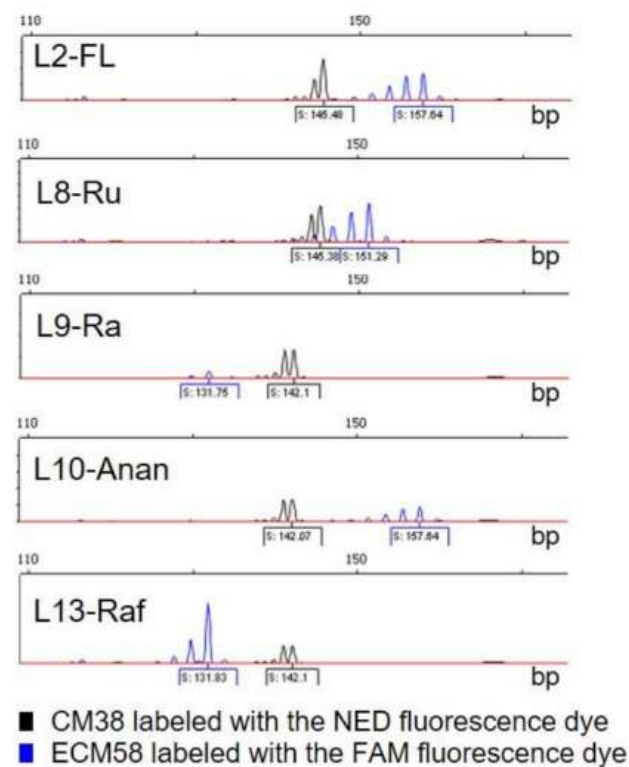 110 150
L2-FL
S: 145.48 S: 157.64 bp
110 150
L8-Ru
S: 145.38 S: 151.29 bp
110 150
L9-Ra
S: 131.75 S: 142.1 bp
110 150
L10-Anan
S: 142.07 S: 157.64 bp
110 150
L13-Raf
S: 131.83 S: 142.1 bp
CM38 labeled with the NED fluorescence dye
ECM58 labeled with the FAM fluorescence dye